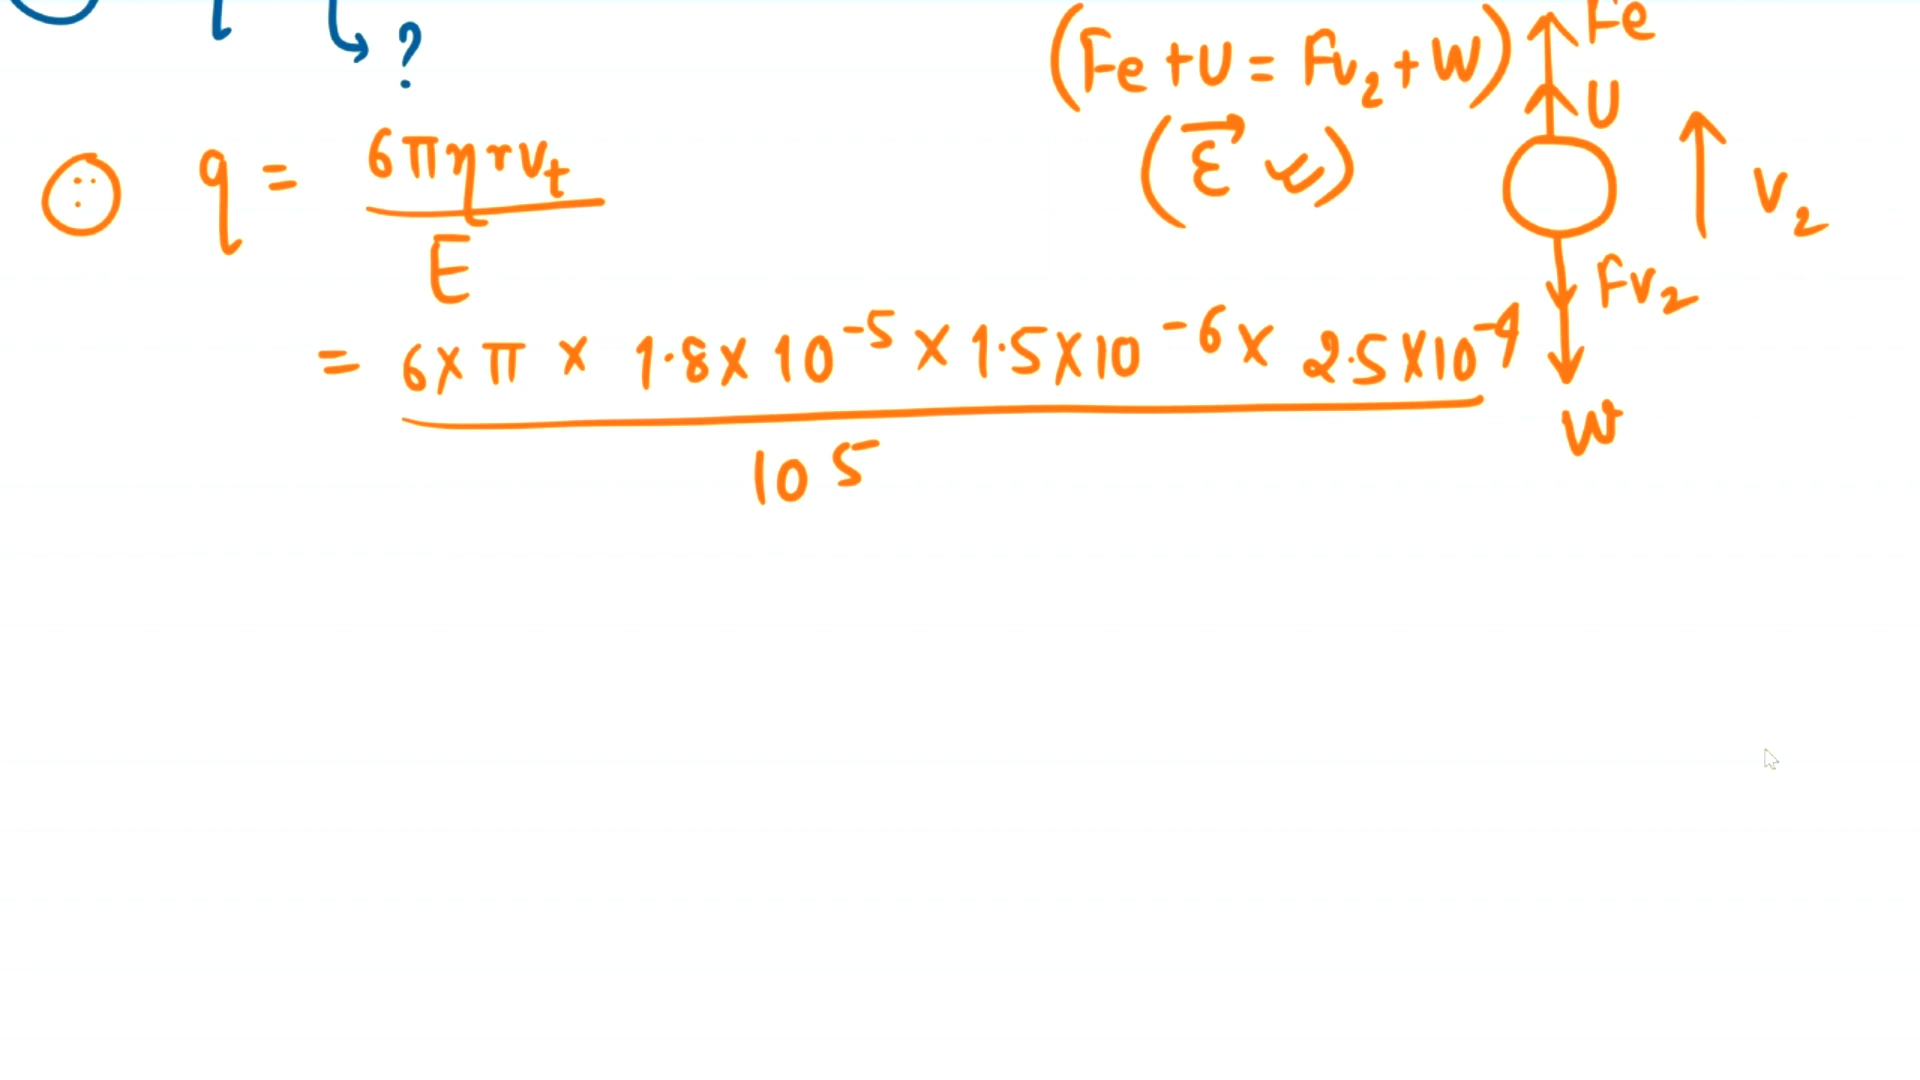 ?
(Fe + U = Fv₂ + W)
Fe
U
q = 6πηrVt / E
(ε⃗ w)
V₂
Fv₂
= 6 × π × 1.8 × 10⁻⁵ × 1.5 × 10⁻⁶ × 2.5 × 10⁻⁴ / 10⁵
W